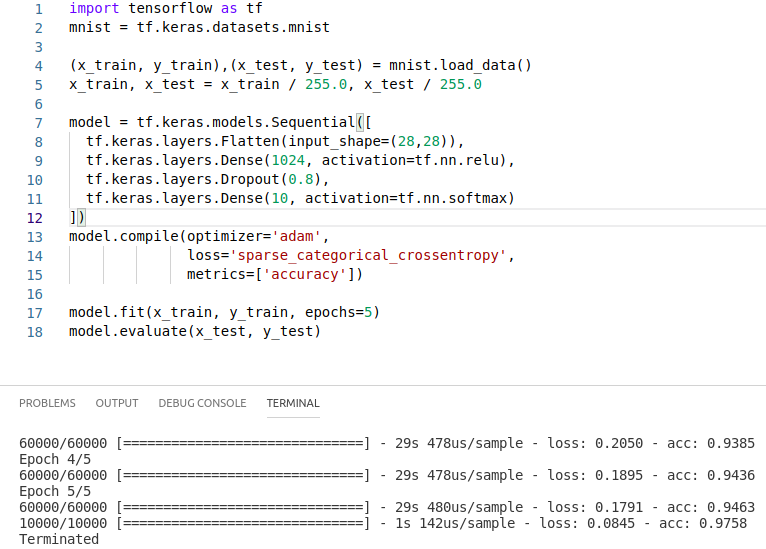 1 import tensorflow as tf
2 mnist = tf.keras.datasets.mnist
3
4 (x_train, y_train),(x_test, y_test) = mnist.load_data()
5 x_train, x_test = x_train / 255.0, x_test / 255.0
6
7 model = tf.keras.models.Sequential([
8   tf.keras.layers.Flatten(input_shape=(28,28)),
9   tf.keras.layers.Dense(1024, activation=tf.nn.relu),
10   tf.keras.layers.Dropout(0.8),
11   tf.keras.layers.Dense(10, activation=tf.nn.softmax)
12 ])
13 model.compile(optimizer='adam',
14               loss='sparse_categorical_crossentropy',
15               metrics=['accuracy'])
16
17 model.fit(x_train, y_train, epochs=5)
18 model.evaluate(x_test, y_test)
PROBLEMS OUTPUT DEBUG CONSOLE TERMINAL
60000/60000 [==============================] - 29s 478us/sample - loss: 0.2050 - acc: 0.9385
Epoch 4/5
60000/60000 [==============================] - 29s 478us/sample - loss: 0.1895 - acc: 0.9436
Epoch 5/5
60000/60000 [==============================] - 29s 480us/sample - loss: 0.1791 - acc: 0.9463
10000/10000 [==============================] - 1s 142us/sample - loss: 0.0845 - acc: 0.9758
Terminated